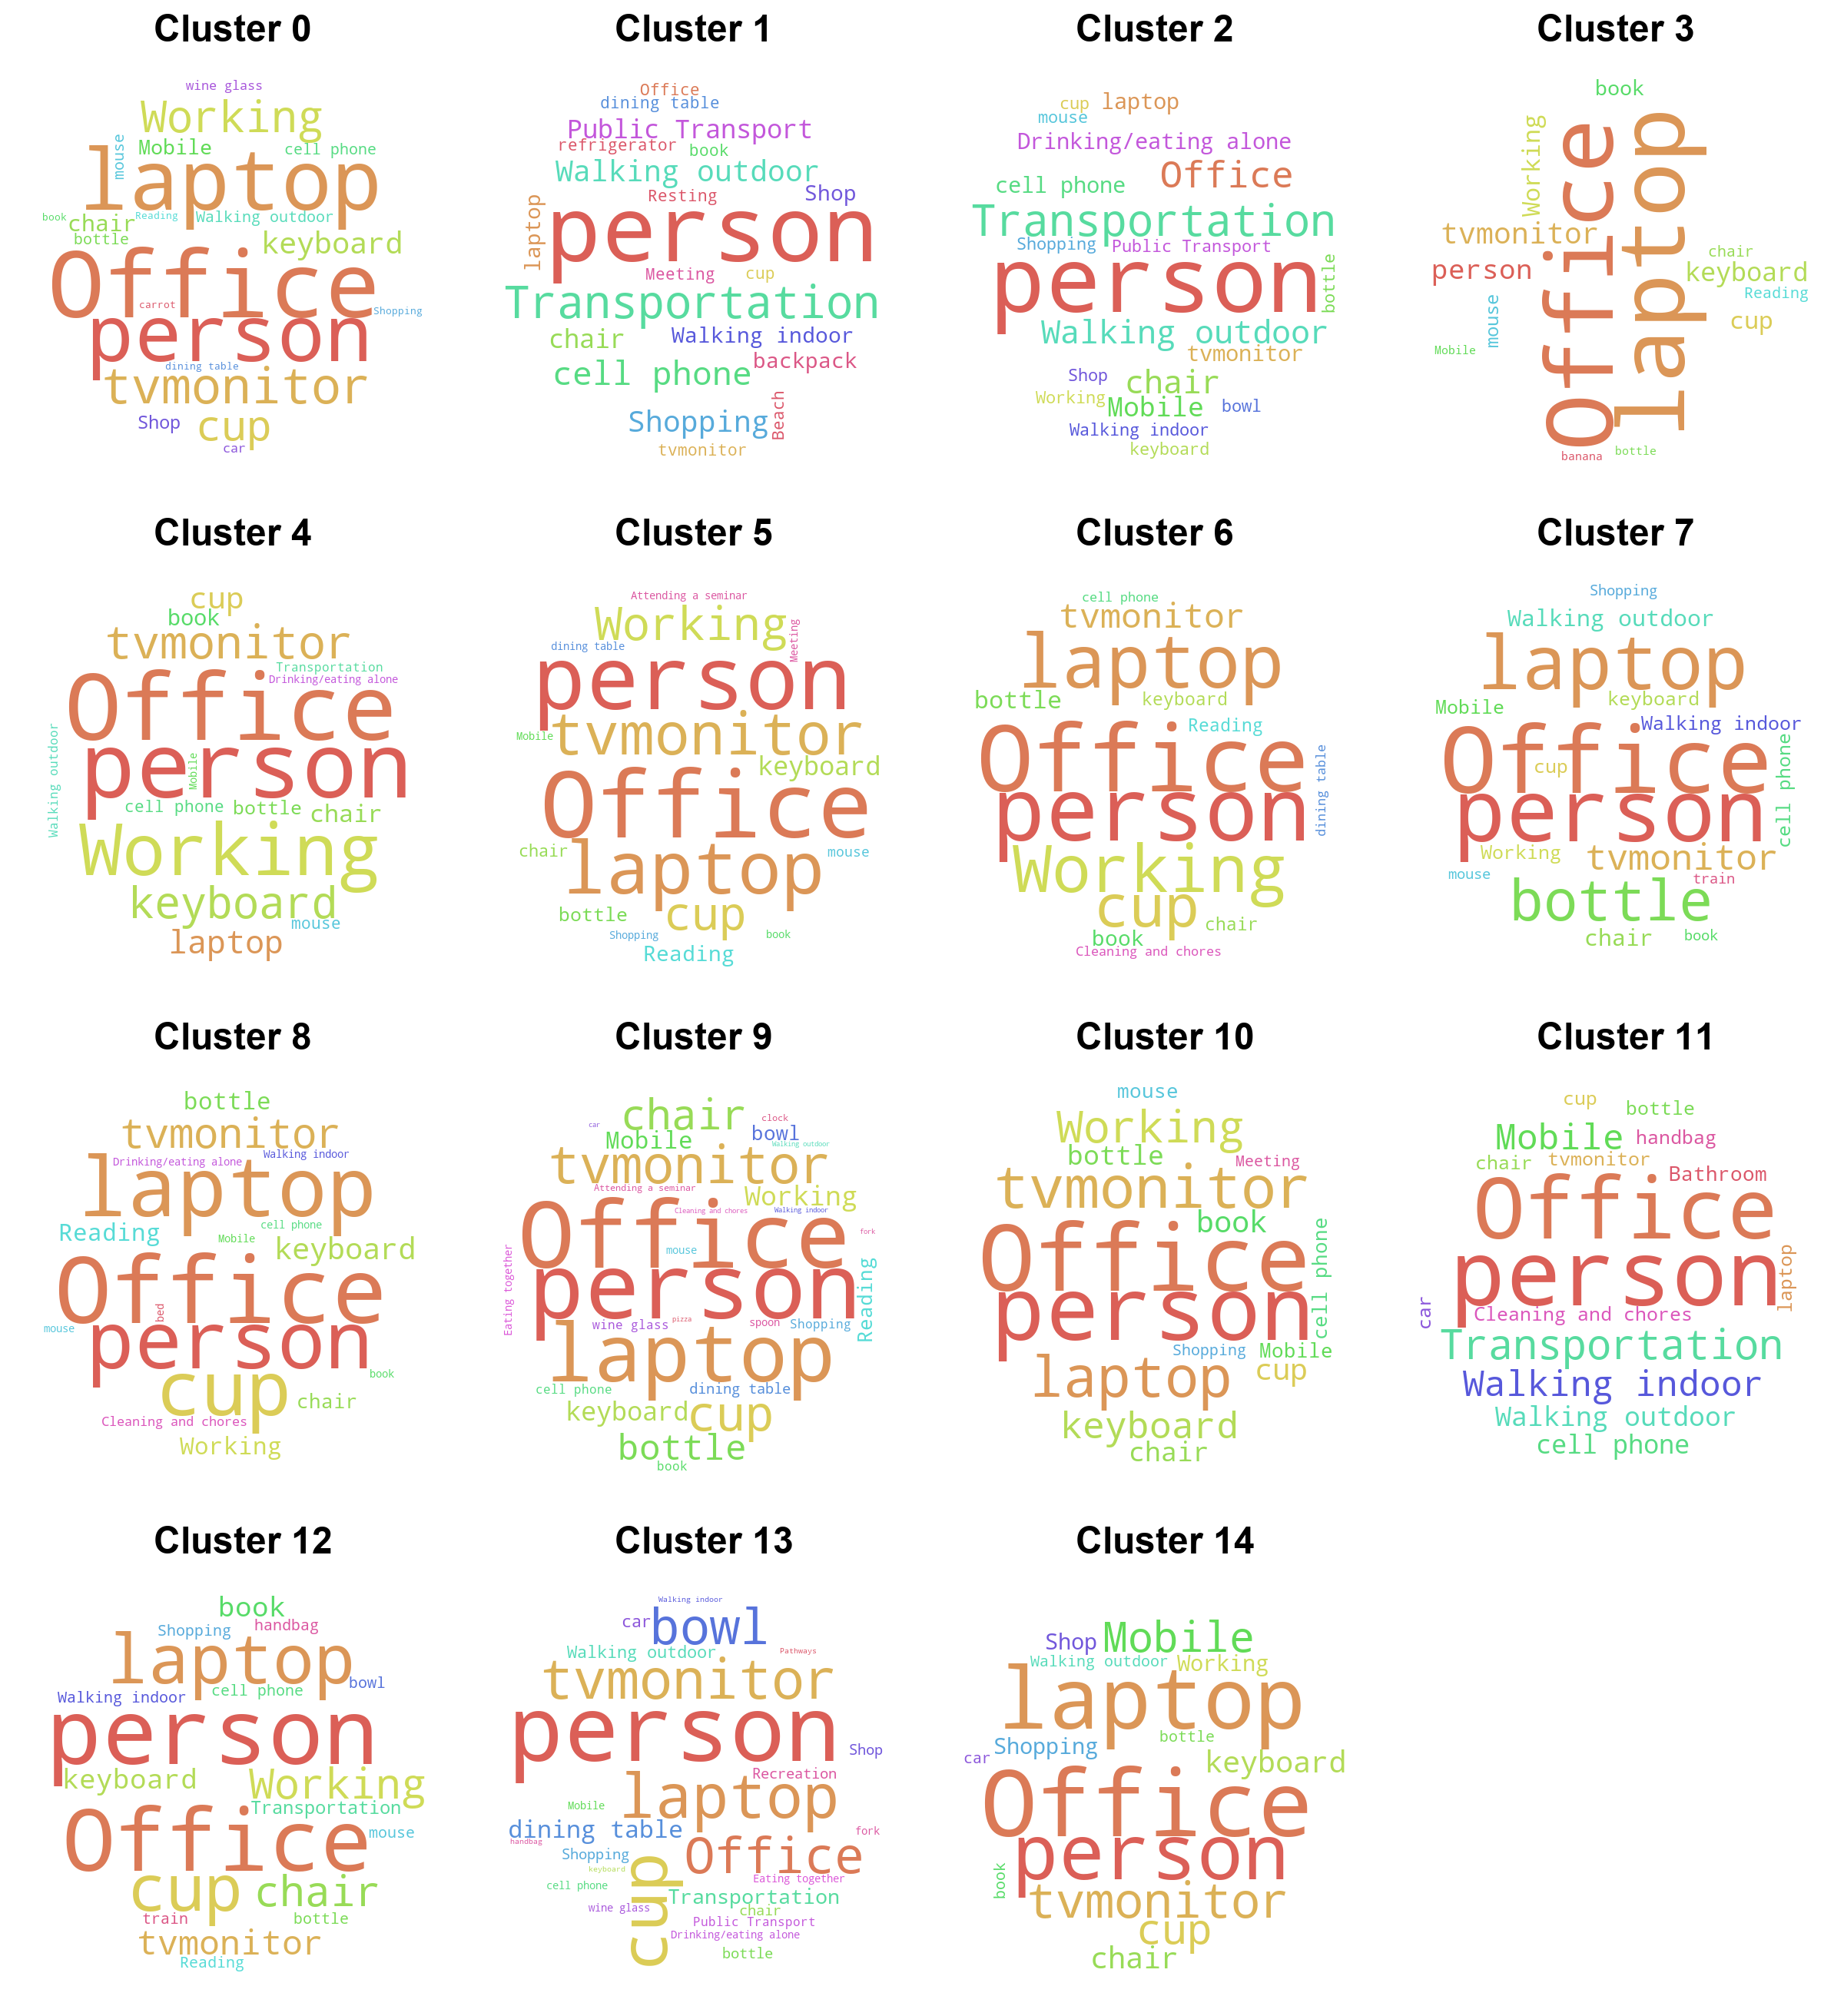 Cluster 0
wine glass
Working
mouse
Mobile
cell phone
laptop
book
Reading
Walking outdoor
chair
bottle
keyboard
Office
carrot
Shopping
person
dining table
tvmonitor
Shop
cup
car
Cluster 1
Office
dining table
Public Transport
refrigerator
book
Walking outdoor
Resting
Shop
laptop
person
Meeting
cup
Transportation
chair
Walking indoor
backpack
cell phone
Shopping
Beach
tvmonitor
Cluster 2
cup
laptop
mouse
Drinking/eating alone
cell phone
Office
Transportation
Shopping
Public Transport
person
bottle
Walking outdoor
tvmonitor
Shop
chair
Working
Mobile
bowl
Walking indoor
keyboard
Cluster 3
book
Working
Office
laptop
tvmonitor
person
chair
keyboard
Reading
mouse
cup
Mobile
banana
bottle
Cluster 4
cup
book
tvmonitor
Transportation
Drinking/eating alone
Office
Walking outdoor
person
Mobile
cell phone
bottle
chair
Working
keyboard
mouse
laptop
Cluster 5
Attending a seminar
Working
Meeting
dining table
person
Mobile
tvmonitor
keyboard
Office
chair
laptop
mouse
cup
bottle
Shopping
book
Reading
Cluster 6
cell phone
tvmonitor
laptop
bottle
keyboard
Reading
Office
dining table
person
Working
cup
chair
book
Cleaning and chores
Cluster 7
Shopping
Walking outdoor
laptop
Mobile
keyboard
Walking indoor
Office
cup
cell phone
person
Working
tvmonitor
mouse
train
bottle
chair
book
Cluster 8
bottle
tvmonitor
Drinking/eating alone
Walking indoor
laptop
Reading
cell phone
Mobile
keyboard
Office
bed
mouse
person
book
cup
chair
Cleaning and chores
Working
Cluster 9
chair
clock
car
Mobile
bowl
Walking outdoor
tvmonitor
Attending a seminar
Working
Cleaning and chores
Walking indoor
Office
fork
mouse
Eating together
person
Reading
wine glass
pizza
spoon
Shopping
laptop
cell phone
dining table
keyboard
cup
bottle
book
Cluster 10
mouse
Working
bottle
Meeting
tvmonitor
book
Office
cell phone
person
Shopping
Mobile
laptop
cup
keyboard
chair
Cluster 11
cup
bottle
Mobile
handbag
chair
tvmonitor
Bathroom
Office
person
laptop
car
Cleaning and chores
Transportation
Walking indoor
Walking outdoor
cell phone
Cluster 12
book
Shopping
handbag
laptop
bowl
Walking indoor
cell phone
person
keyboard
Working
Transportation
Office
mouse
cup
chair
train
bottle
tvmonitor
Reading
Cluster 13
Walking indoor
car
bowl
Walking outdoor
Pathways
tvmonitor
person
Shop
Recreation
Mobile
laptop
dining table
handbag
fork
Shopping
Office
keyboard
cup
Eating together
cell phone
Transportation
wine glass
chair
Public Transport
Drinking/eating alone
bottle
Cluster 14
Shop
Mobile
Walking outdoor
Working
laptop
bottle
Shopping
car
keyboard
Office
person
book
tvmonitor
cup
chair